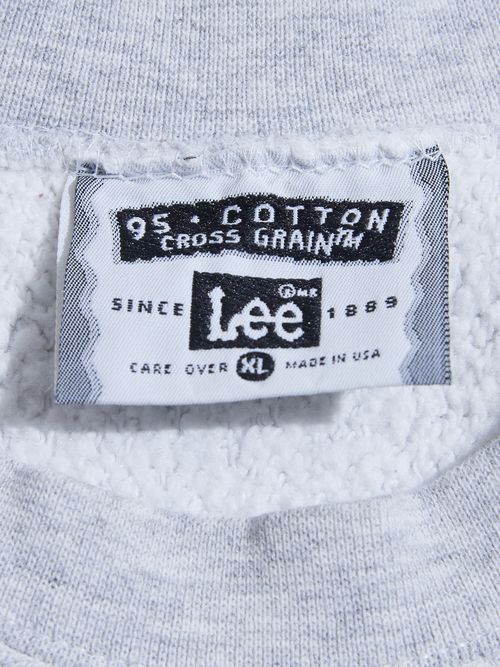 95 • COTTON
CROSS GRAIN™
® MR
SINCE Lee 1889
CARE OVER XL MADE IN USA